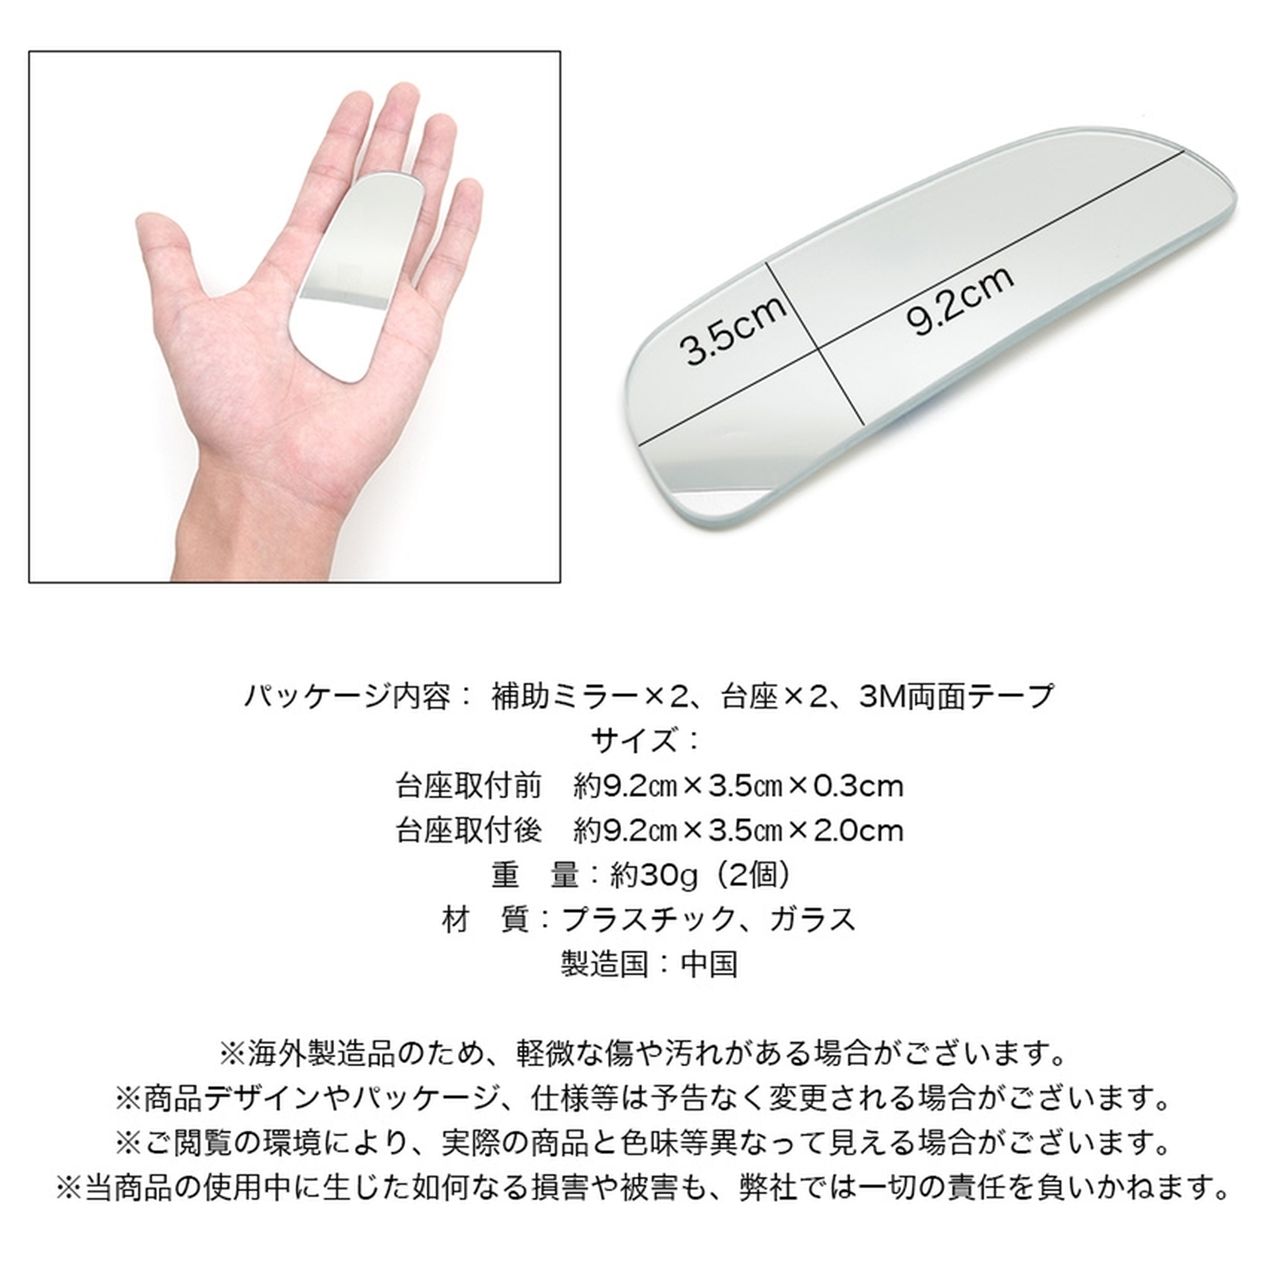 3.5cm
9.2cm
パッケージ内容： 補助ミラー×2、台座×2、3M両面テープ
サイズ：
台座取付前　約9.2㎝×3.5㎝×0.3cm
台座取付後　約9.2㎝×3.5㎝×2.0cm
重　量：約30g（2個）
材　質：プラスチック、ガラス
製造国：中国
※海外製造品のため、軽微な傷や汚れがある場合がございます。
※商品デザインやパッケージ、仕様等は予告なく変更される場合がございます。
※ご閲覧の環境により、実際の商品と色味等異なって見える場合がございます。
※当商品の使用中に生じた如何なる損害や被害も、弊社では一切の責任を負いかねます。